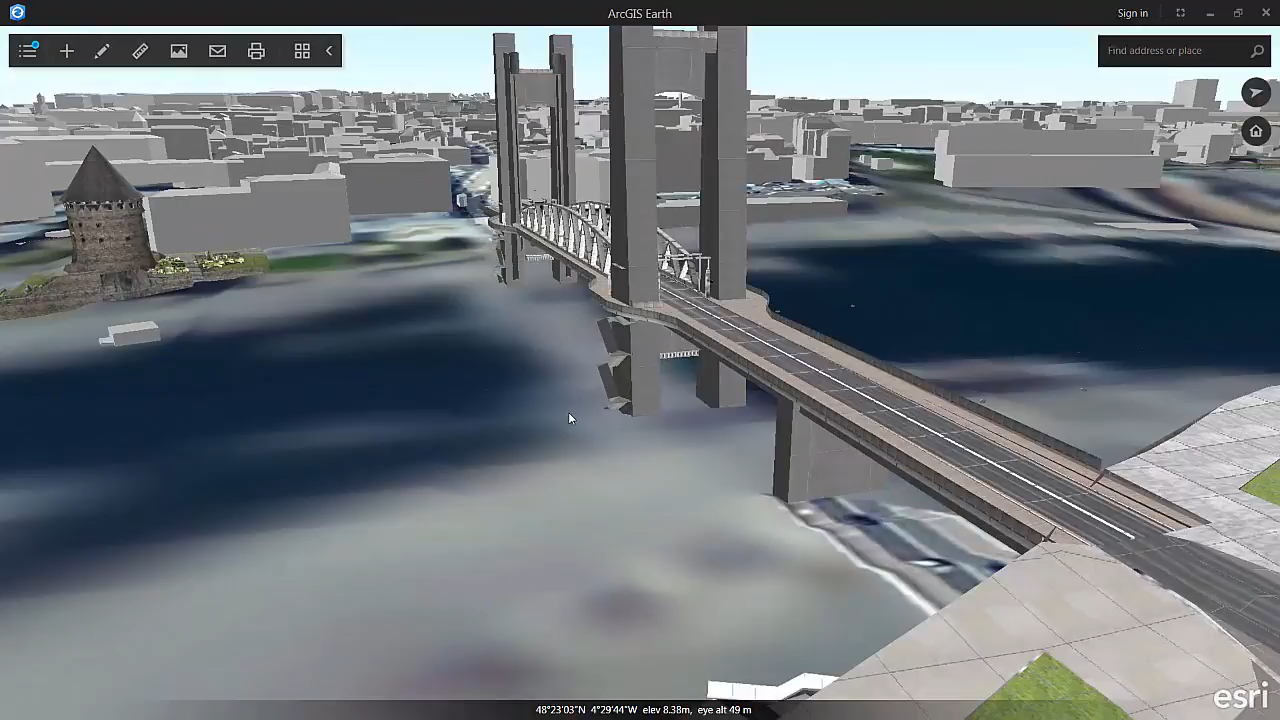 ArcGIS Earth
Sign in
Find address or place
esri
48°23'03"N 4°29'44"W elev 8.38m, eye alt 49 m